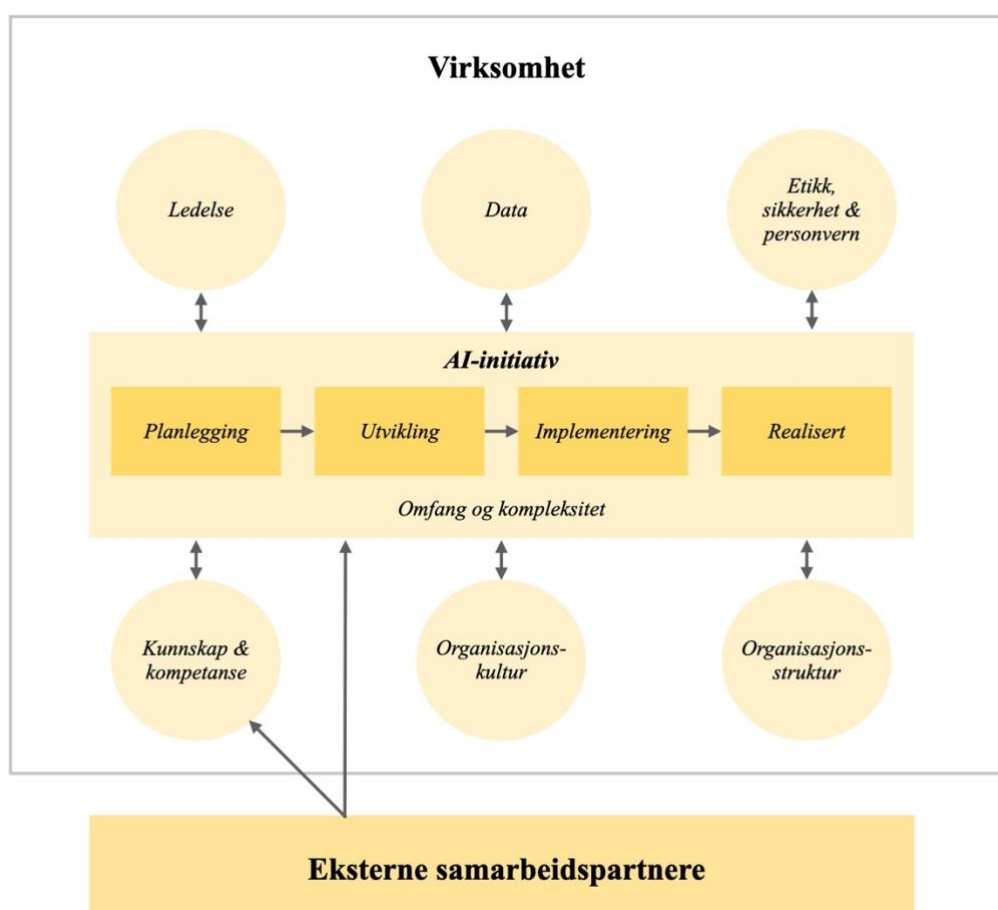 Virksomhet
Ledelse
Data
Etikk,
sikkerhet &
personvern
AI-initiativ
Planlegging
Utvikling
Implementering
Realisert
Omfang og kompleksitet
Kunnskap &
kompetanse
Organisasjons-
kultur
Organisasjons-
struktur
Eksterne samarbeidspartnere